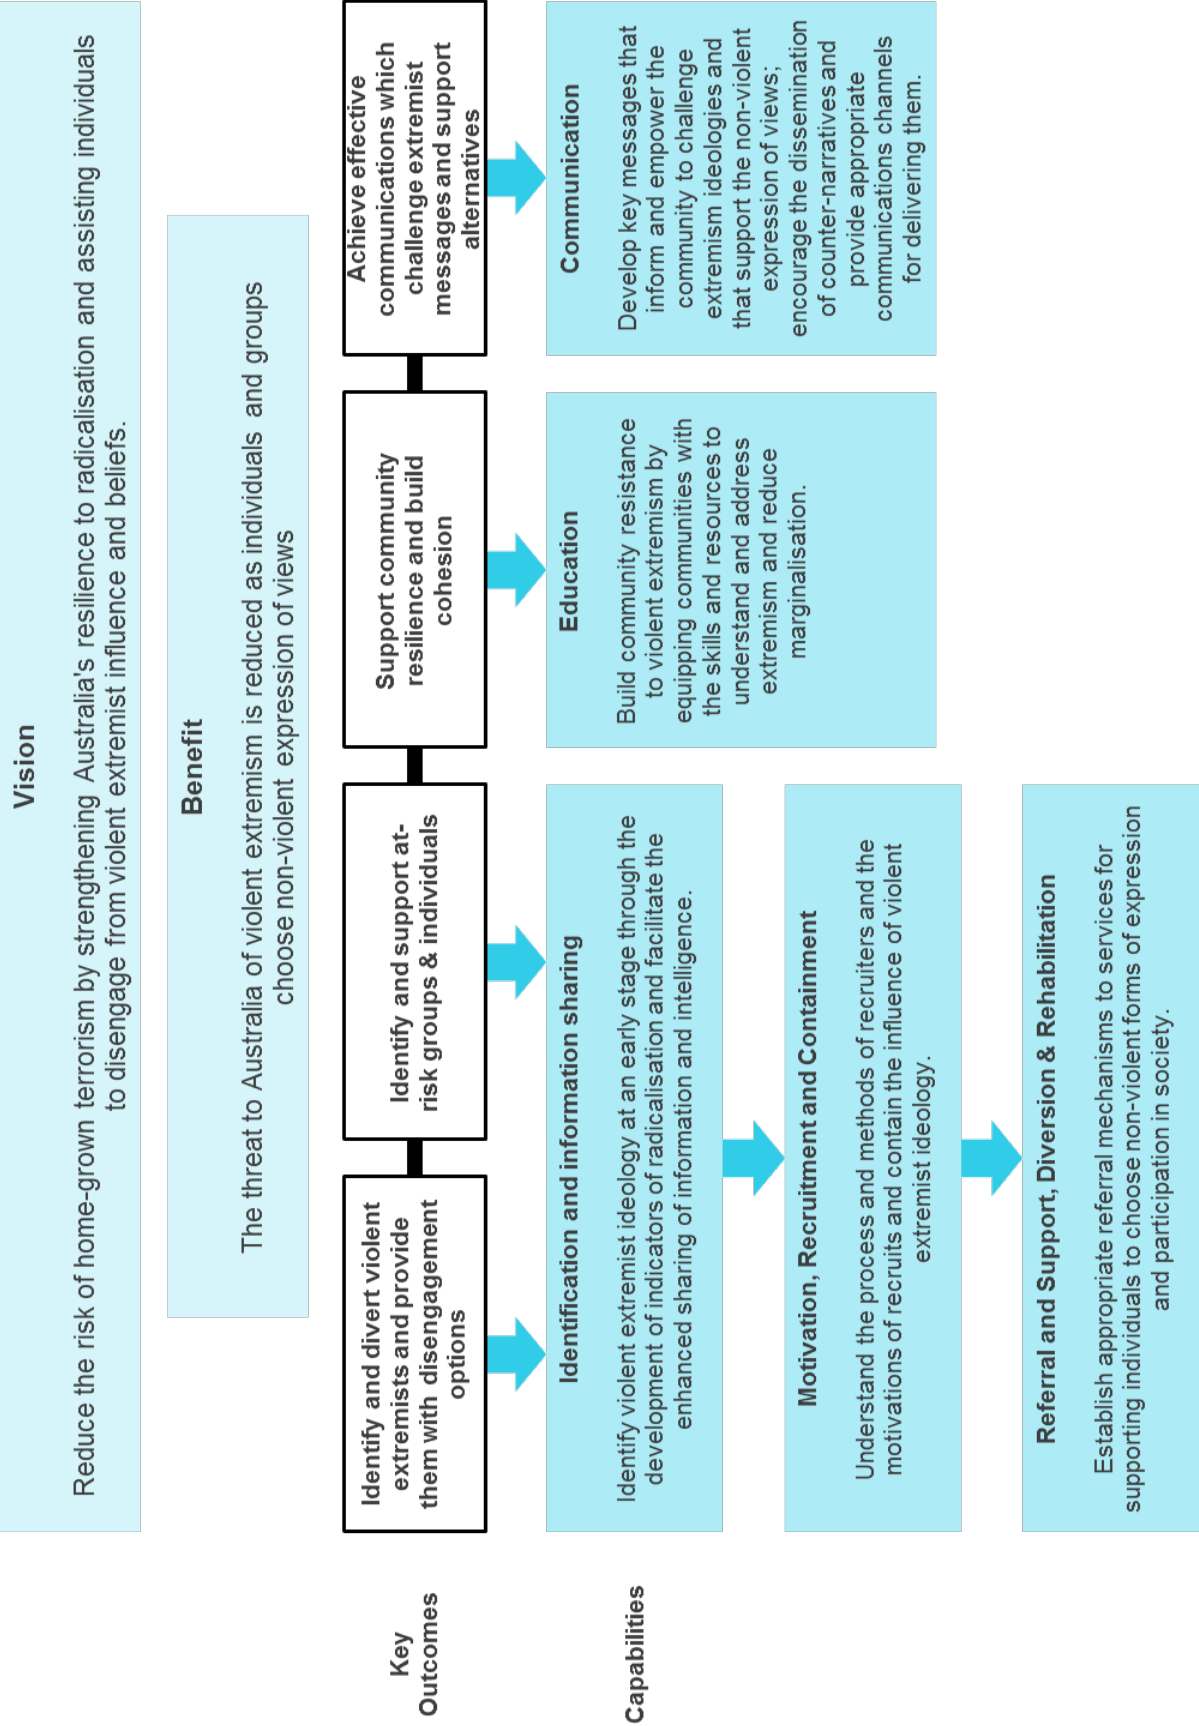 Vision
Reduce the risk of home-grown terrorism by strengthening Australia's resilience to radicalisation and assisting individuals
to disengage from violent extremist influence and beliefs.
Benefit
The threat to Australia of violent extremism is reduced as individuals and groups
choose non-violent expression of views
Key
Outcomes
Identify and divert violent
extremists and provide
them with disengagement
options
Identify and support at-
risk groups & individuals
Support community
resilience and build
cohesion
Achieve effective
communications which
challenge extremist
messages and support
alternatives
Capabilities
Identification and information sharing
Identify violent extremist ideology at an early stage through the
development of indicators of radicalisation and facilitate the
enhanced sharing of information and intelligence.
Motivation, Recruitment and Containment
Understand the process and methods of recruiters and the
motivations of recruits and contain the influence of violent
extremist ideology.
Referral and Support, Diversion & Rehabilitation
Establish appropriate referral mechanisms to services for
supporting individuals to choose non-violent forms of expression
and participation in society.
Education
Build community resistance
to violent extremism by
equipping communities with
the skills and resources to
understand and address
extremism and reduce
marginalisation.
Communication
Develop key messages that
inform and empower the
community to challenge
extremism ideologies and
that support the non-violent
expression of views;
encourage the dissemination
of counter-narratives and
provide appropriate
communications channels
for delivering them.